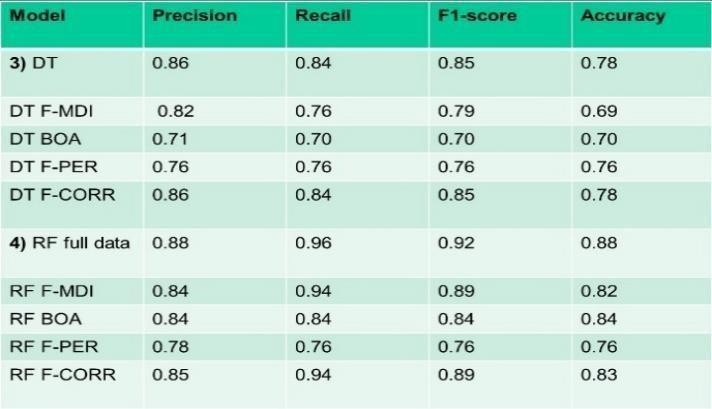 Model Precision Recall F1-score Accuracy
3) DT 0.86 0.84 0.85 0.78
DT F-MDI 0.82 0.76 0.79 0.69
DT BOA 0.71 0.70 0.70 0.70
DT F-PER 0.76 0.76 0.76 0.76
DT F-CORR 0.86 0.84 0.85 0.78
4) RF full data 0.88 0.96 0.92 0.88
RF F-MDI 0.84 0.94 0.89 0.82
RF BOA 0.84 0.84 0.84 0.84
RF F-PER 0.78 0.76 0.76 0.76
RF F-CORR 0.85 0.94 0.89 0.83